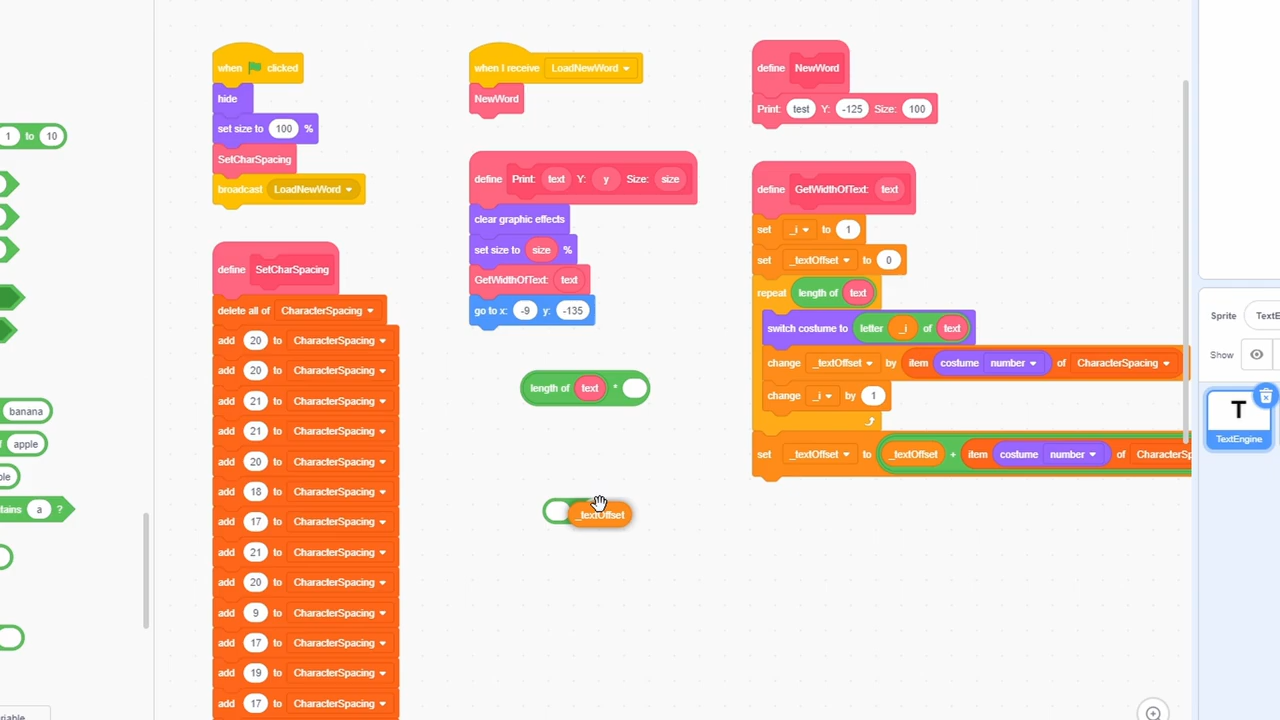 1 to 10
banana
apple
a ?
when clicked
hide
set size to 100 %
SetCharSpacing
broadcast LoadNewWord
define SetCharSpacing
delete all of CharacterSpacing
add 20 to CharacterSpacing
add 20 to CharacterSpacing
add 21 to CharacterSpacing
add 21 to CharacterSpacing
add 20 to CharacterSpacing
add 18 to CharacterSpacing
add 17 to CharacterSpacing
add 21 to CharacterSpacing
add 20 to CharacterSpacing
add 9 to CharacterSpacing
add 17 to CharacterSpacing
add 19 to CharacterSpacing
add 17 to CharacterSpacing
when I receive LoadNewWord
NewWord
define Print: text Y: y Size: size
clear graphic effects
set size to size %
GetWidthOfText: text
go to x: -9 y: -135
length of text *
_textOffset
define NewWord
Print: test Y: -125 Size: 100
define GetWidthOfText: text
set _i to 1
set _textOffset to 0
repeat length of text
switch costume to letter _i of text
change _textOffset by item costume number of CharacterSpacing
change _i by 1
set _textOffset to _textOffset + item costume number of CharacterSp
Sprite TextE
Show
T
TextEngine